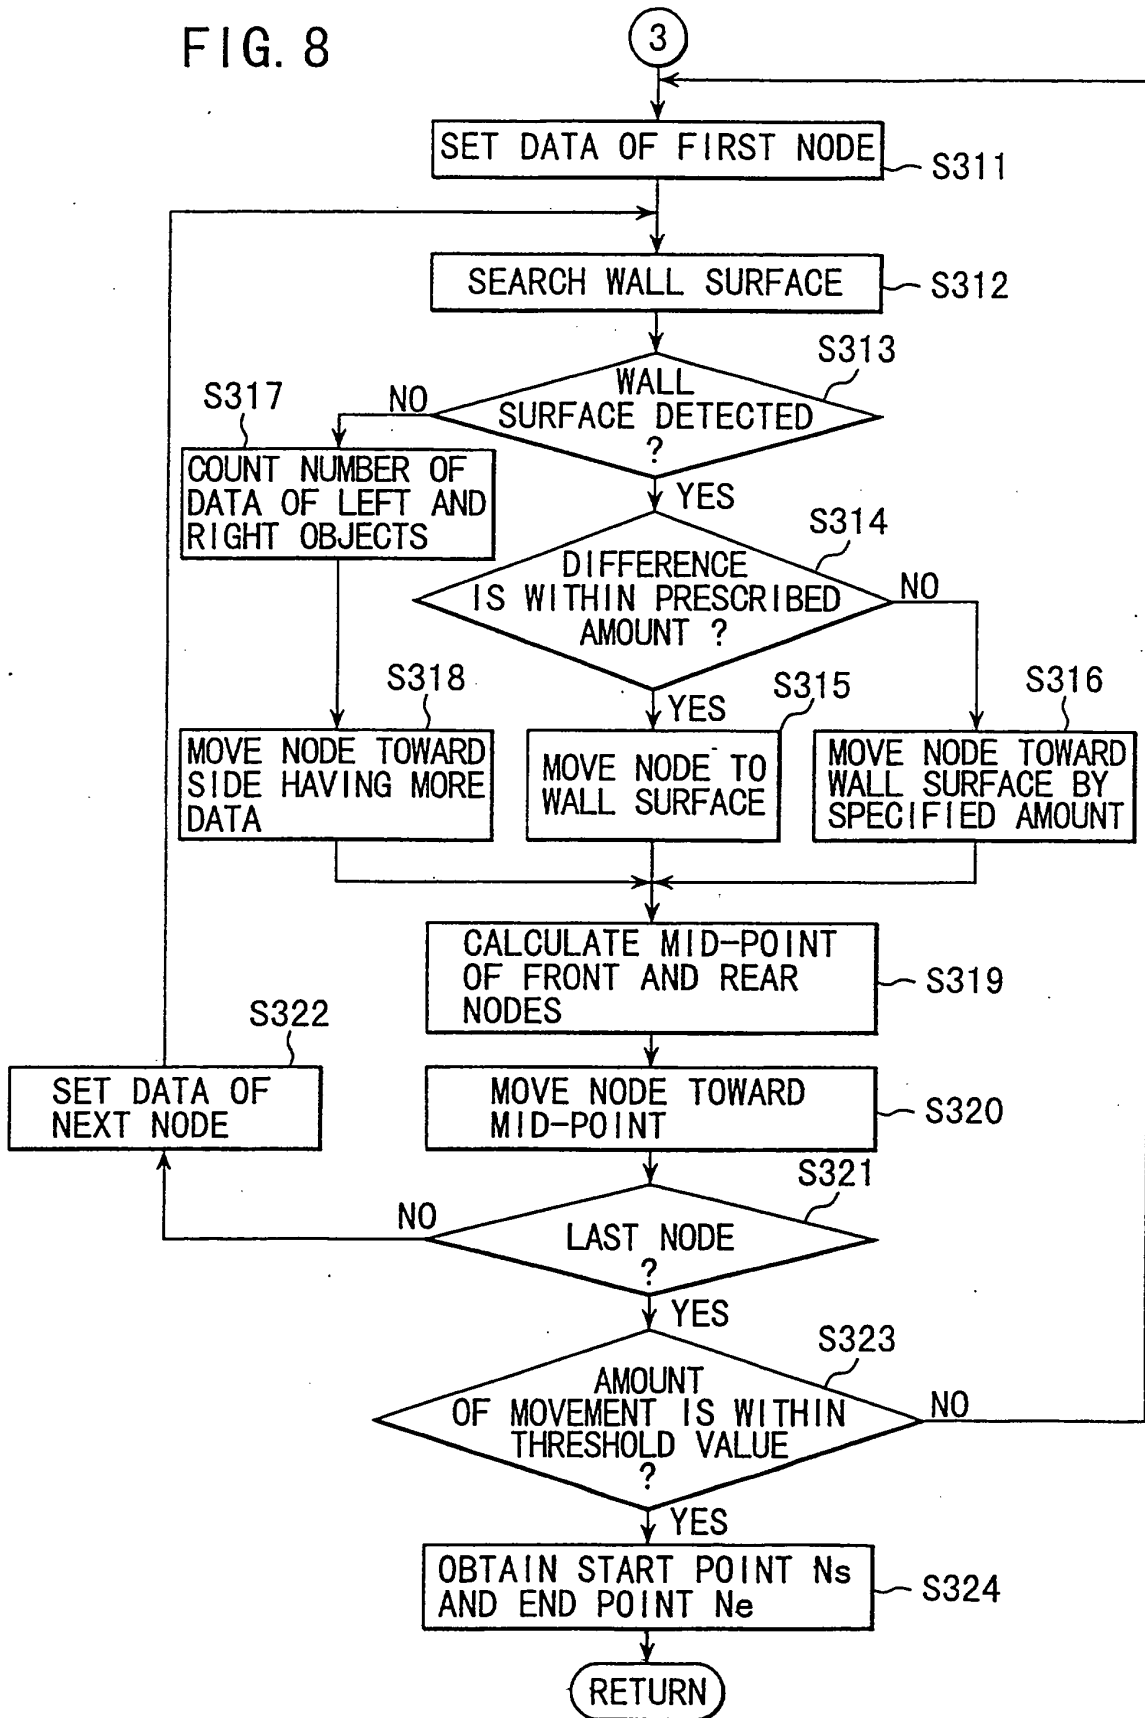 FIG. 8
3
SET DATA OF FIRST NODE
S311
SEARCH WALL SURFACE
S312
S313
WALL
SURFACE DETECTED
?
NO
YES
S317
COUNT NUMBER OF
DATA OF LEFT AND
RIGHT OBJECTS
S314
DIFFERENCE
IS WITHIN PRESCRIBED
AMOUNT ?
NO
YES
S318
MOVE NODE TOWARD
SIDE HAVING MORE
DATA
S315
MOVE NODE TO
WALL SURFACE
S316
MOVE NODE TOWARD
WALL SURFACE BY
SPECIFIED AMOUNT
CALCULATE MID-POINT
OF FRONT AND REAR
NODES
S319
S322
SET DATA OF
NEXT NODE
MOVE NODE TOWARD
MID-POINT
S320
S321
NO
LAST NODE
?
YES
S323
AMOUNT
OF MOVEMENT IS WITHIN
THRESHOLD VALUE
?
NO
YES
OBTAIN START POINT Ns
AND END POINT Ne
S324
RETURN